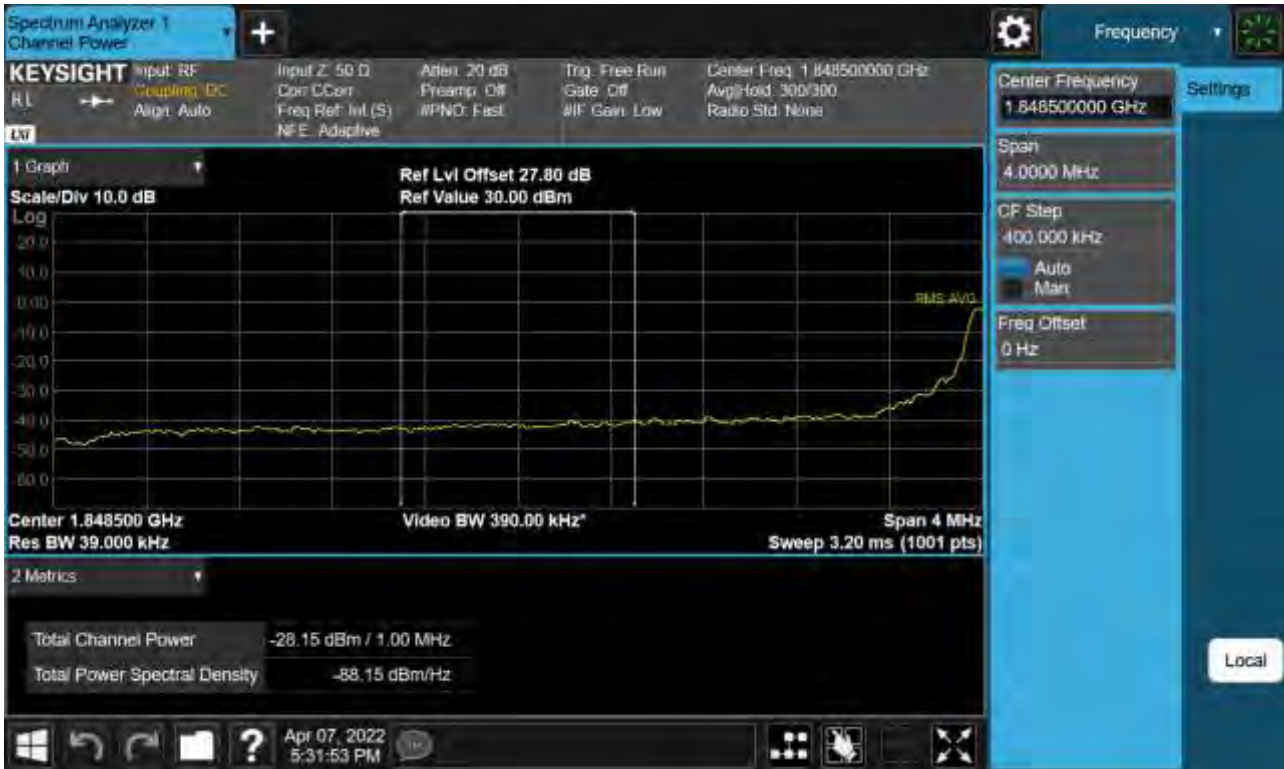 Spectrum Analyzer 1
Channel Power
+
Frequency
KEYSIGHT
RL
LXI
Input: RF
Coupling: DC
Align: Auto
Input Z: 50 Ω
Corr CCorr
Freq Ref: Int (S)
NFE: Adaptive
Atten: 20 dB
Preamp: Off
#PNO: Fast
Trig: Free Run
Gate: Off
#IF Gain: Low
Center Freq: 1.848500000 GHz
Avg|Hold: 300/300
Radio Std: None
Center Frequency
1.848500000 GHz
Settings
Span
4.0000 MHz
CF Step
400.000 kHz
Auto
Man
Freq Offset
0 Hz
1 Graph
Scale/Div 10.0 dB
Ref Lvl Offset 27.80 dB
Ref Value 30.00 dBm
Log
20.0
10.0
0.00
-10.0
-20.0
-30.0
-40.0
-50.0
-60.0
RMS AVG
Center 1.848500 GHz
Res BW 39.000 kHz
Video BW 390.00 kHz*
Span 4 MHz
Sweep 3.20 ms (1001 pts)
2 Metrics
Total Channel Power -28.15 dBm / 1.00 MHz
Total Power Spectral Density -88.15 dBm/Hz
Local
?
Apr 07, 2022
5:31:53 PM